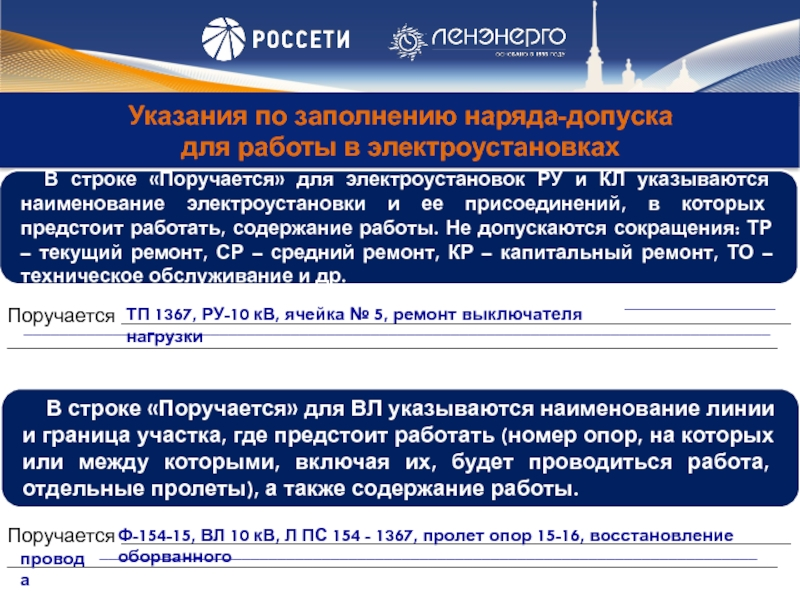 РОССЕТИ
ЛЕНЭНЕРГО
ОСНОВАНО В 1886 ГОДУ
Указания по заполнению наряда-допуска
для работы в электроустановках
В строке «Поручается» для электроустановок РУ и КЛ указываются
наименование электроустановки и ее присоединений, в которых
предстоит работать, содержание работы. Не допускаются сокращения: ТР
– текущий ремонт, СР – средний ремонт, КР – капитальный ремонт, ТО –
техническое обслуживание и др.
Поручается ТП 1367, РУ-10 кВ, ячейка № 5, ремонт выключателя
нагрузки
В строке «Поручается» для ВЛ указываются наименование линии
и граница участка, где предстоит работать (номер опор, на которых
или между которыми, включая их, будет проводиться работа,
отдельные пролеты), а также содержание работы.
Поручается Ф-154-15, ВЛ 10 кВ, Л ПС 154 - 1367, пролет опор 15-16, восстановление
оборванного
провод
а